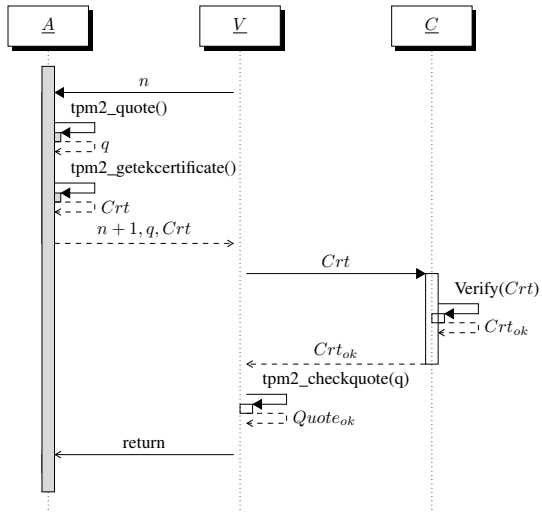 A V C
n
tpm2_quote()
q
tpm2_getekcertificate()
Crt
n + 1, q, Crt
Crt
Verify(Crt)
Crt_ok
Crt_ok
tpm2_checkquote(q)
Quote_ok
return